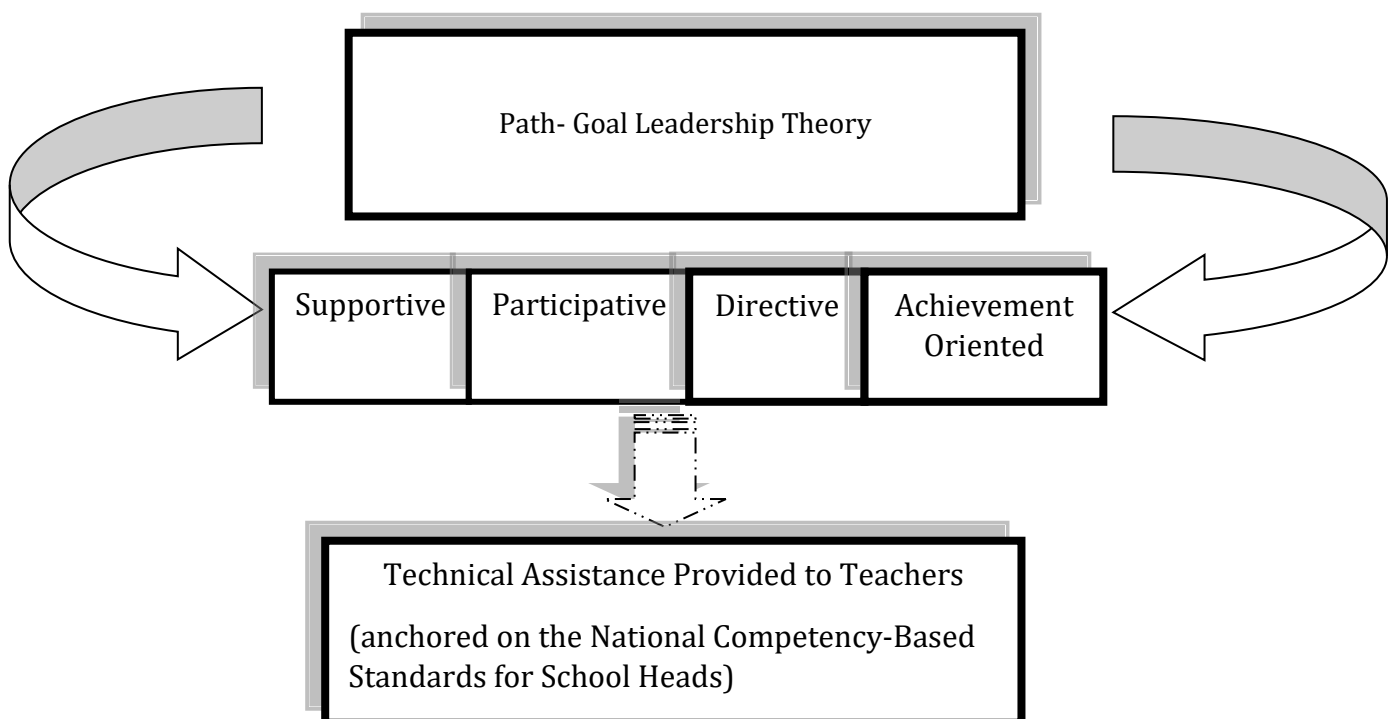 Path- Goal Leadership Theory
Supportive
Participative
Directive
Achievement
Oriented
Technical Assistance Provided to Teachers
(anchored on the National Competency-Based
Standards for School Heads)